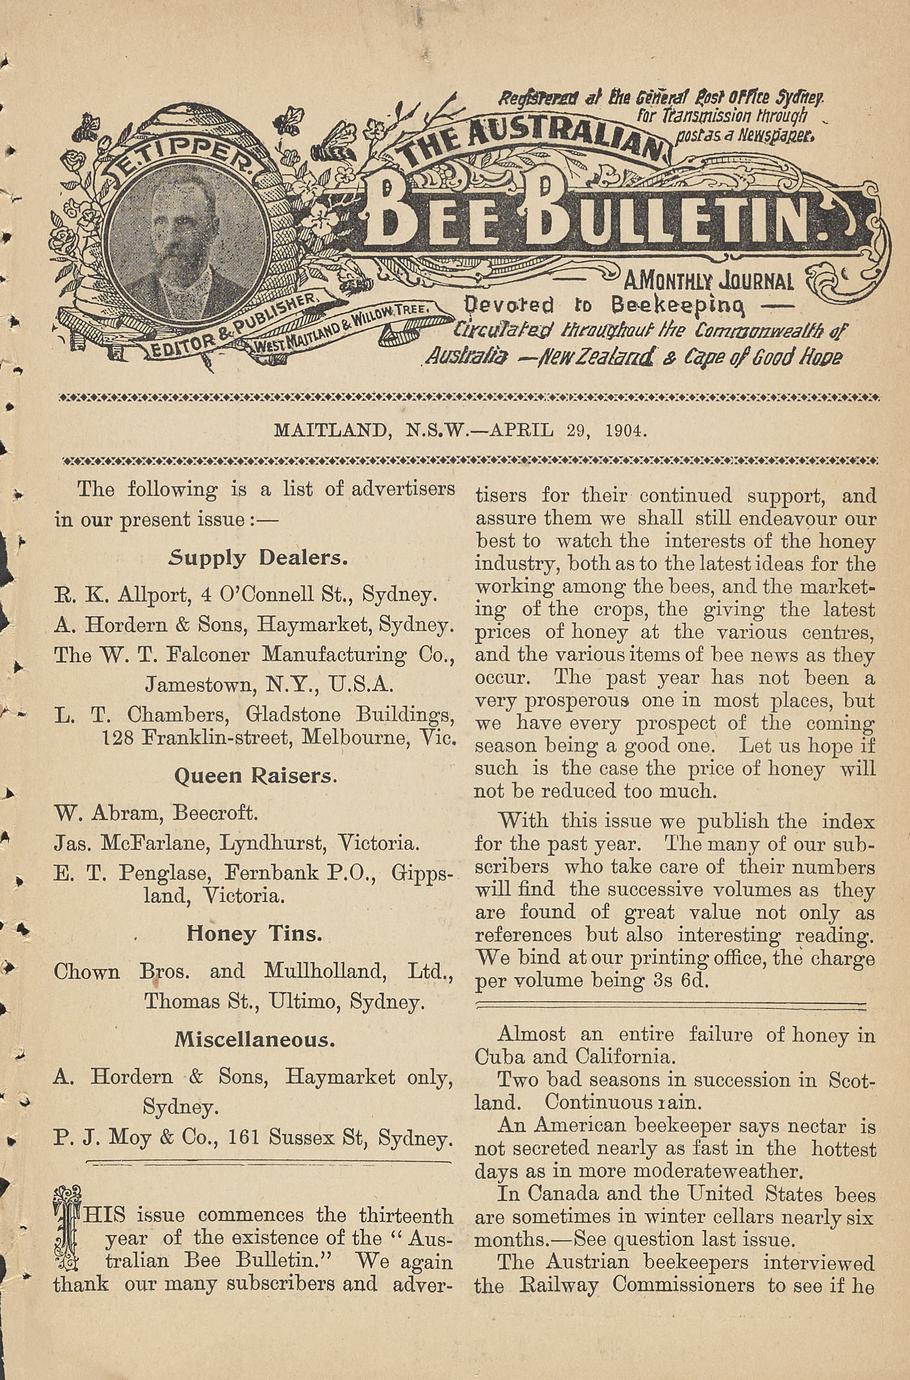 Registered at the General Post Office Sydney
for Transmission through
post as a Newspaper.
E. TIPPER.
THE AUSTRALIAN
BEE BULLETIN.
A MONTHLY JOURNAL
Devoted to Beekeeping —
EDITOR & PUBLISHER.
WEST MAITLAND & WILLOW TREE.
Circulated throughout the Commonwealth of
Australia — New Zealand & Cape of Good Hope
MAITLAND, N.S.W.—APRIL 29, 1904.
The following is a list of advertisers
in our present issue :—
Supply Dealers.
R. K. Allport, 4 O'Connell St., Sydney.
A. Hordern & Sons, Haymarket, Sydney.
The W. T. Falconer Manufacturing Co.,
Jamestown, N.Y., U.S.A.
L. T. Chambers, Gladstone Buildings,
128 Franklin-street, Melbourne, Vic.
Queen Raisers.
W. Abram, Beecroft.
Jas. McFarlane, Lyndhurst, Victoria.
E. T. Penglase, Fernbank P.O., Gipps-
land, Victoria.
Honey Tins.
Chown Bros. and Mullholland, Ltd.,
Thomas St., Ultimo, Sydney.
Miscellaneous.
A. Hordern & Sons, Haymarket only,
Sydney.
P. J. Moy & Co., 161 Sussex St, Sydney.
THIS issue commences the thirteenth
year of the existence of the " Aus-
tralian Bee Bulletin." We again
thank our many subscribers and adver-
tisers for their continued support, and
assure them we shall still endeavour our
best to watch the interests of the honey
industry, both as to the latest ideas for the
working among the bees, and the market-
ing of the crops, the giving the latest
prices of honey at the various centres,
and the various items of bee news as they
occur. The past year has not been a
very prosperous one in most places, but
we have every prospect of the coming
season being a good one. Let us hope if
such is the case the price of honey will
not be reduced too much.
With this issue we publish the index
for the past year. The many of our sub-
scribers who take care of their numbers
will find the successive volumes as they
are found of great value not only as
references but also interesting reading.
We bind at our printing office, the charge
per volume being 3s 6d.
Almost an entire failure of honey in
Cuba and California.
Two bad seasons in succession in Scot-
land. Continuous rain.
An American beekeeper says nectar is
not secreted nearly as fast in the hottest
days as in more moderateweather.
In Canada and the United States bees
are sometimes in winter cellars nearly six
months.—See question last issue.
The Austrian beekeepers interviewed
the Railway Commissioners to see if he